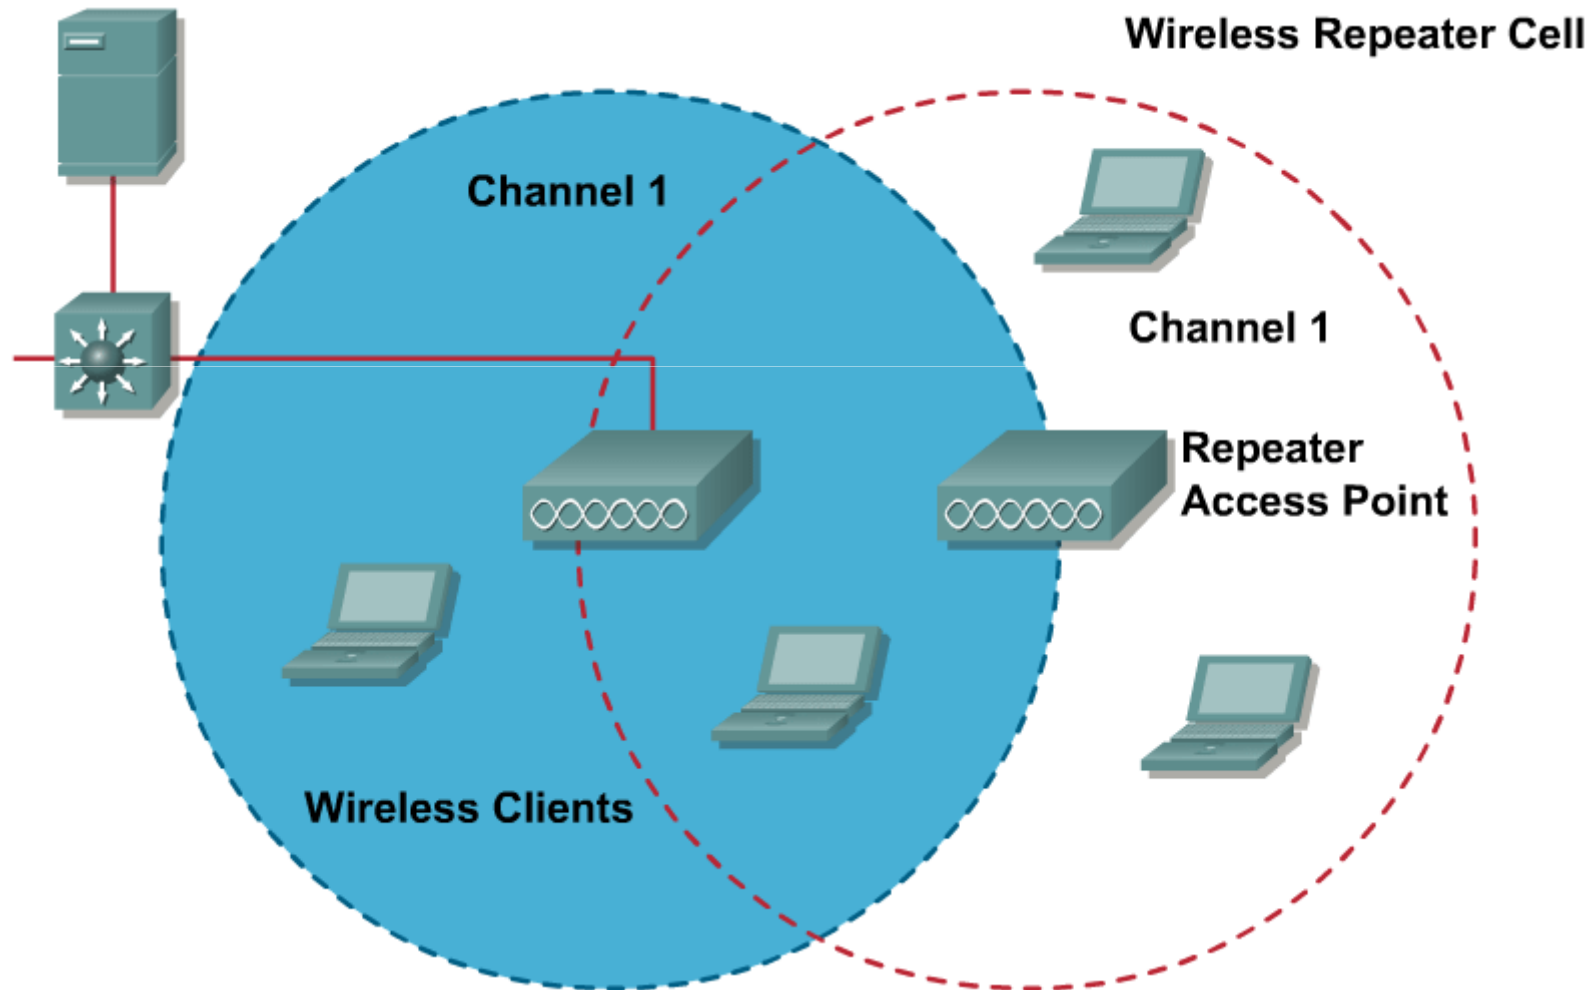 Wireless Repeater Cell
Channel 1
Channel 1
Repeater
Access Point
Wireless Clients